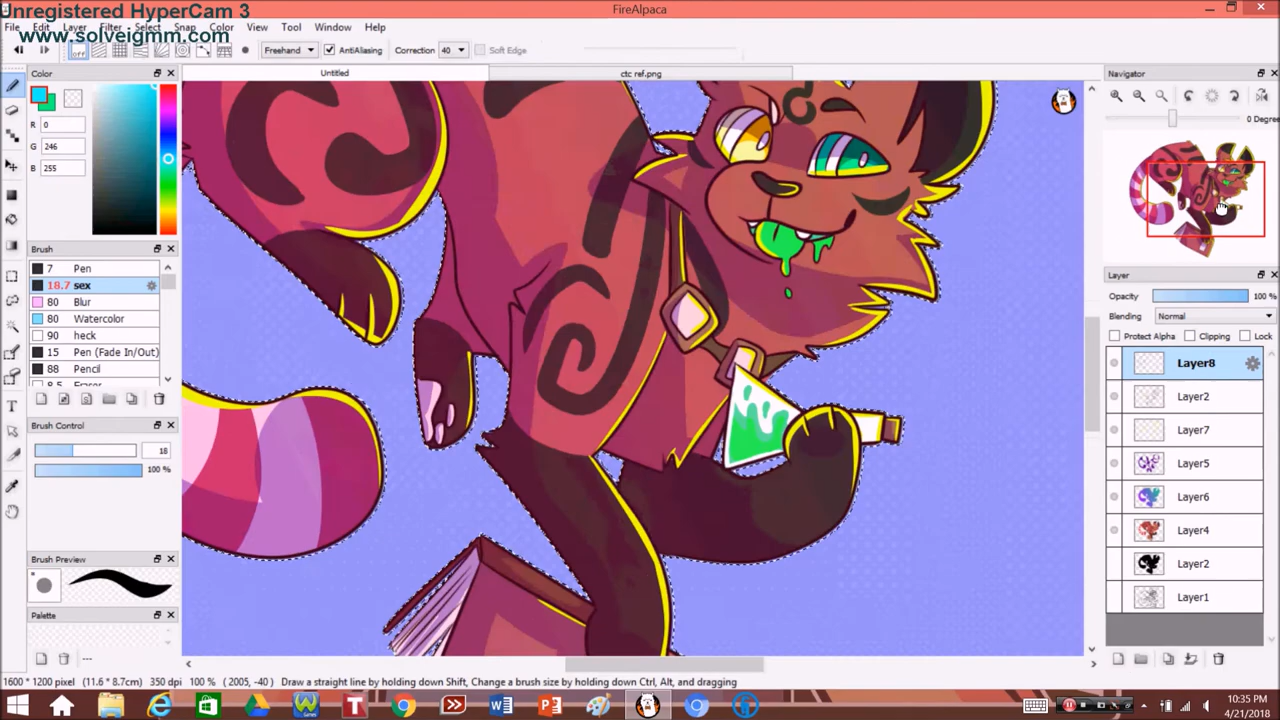 Unregistered HyperCam 3
FireAlpaca
File Edit Layer Filter Select Snap Color View Tool Window Help
www.solveigmm.com
off Freehand AntiAliasing Correction 40 Soft Edge
Color
Untitled
ctc ref.png
Navigator
R 0
G 246
B 255
0 Degree
Brush
7 Pen
18.7 sex
80 Blur
80 Watercolor
90 heck
15 Pen (Fade In/Out)
88 Pencil
8.5 Eraser
Layer
Opacity 100 %
Blending Normal
Protect Alpha Clipping Lock
Layer8
Layer2
Layer7
Layer5
Layer6
Layer4
Layer2
Layer1
Brush Control
18
100 %
Brush Preview
Palette
---
1600 * 1200 pixel (11.6 * 8.7cm) 350 dpi 100 % ( 2005, -40 ) Draw a straight line by holding down Shift, Change a brush size by holding down Ctrl, Alt, and dragging
10:35 PM
4/21/2018